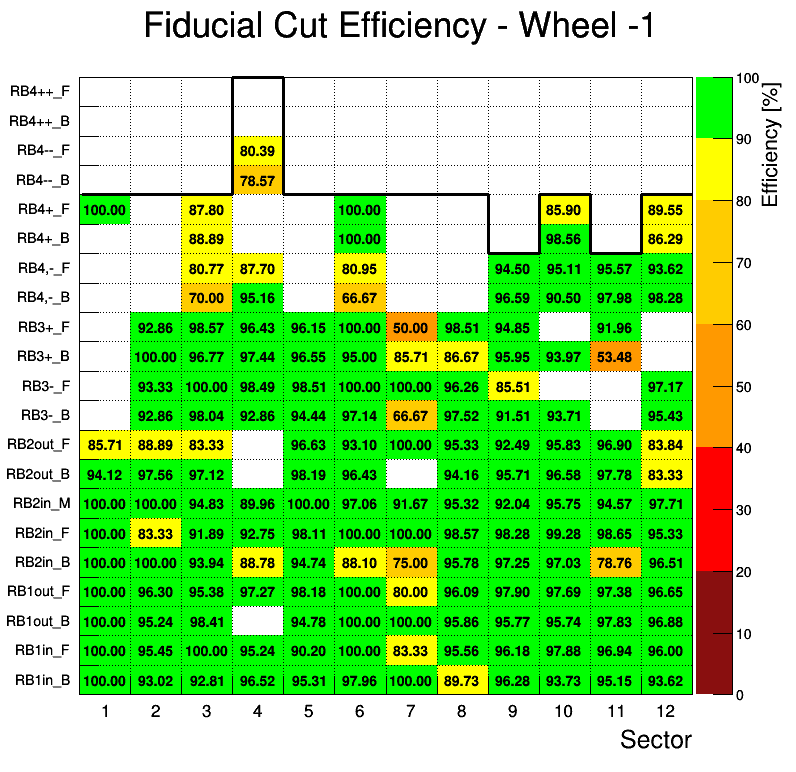 Fiducial Cut Efficiency - Wheel -1
RB4++_F
RB4++_B
RB4--_F 80.39
RB4--_B 78.57
RB4+_F 100.00 87.80 100.00 85.90 89.55
RB4+_B 88.89 100.00 98.56 86.29
RB4,-_F 80.77 87.70 80.95 94.50 95.11 95.57 93.62
RB4,-_B 70.00 95.16 66.67 96.59 90.50 97.98 98.28
RB3+_F 92.86 98.57 96.43 96.15 100.00 50.00 98.51 94.85 91.96
RB3+_B 100.00 96.77 97.44 96.55 95.00 85.71 86.67 95.95 93.97 53.48
RB3-_F 93.33 100.00 98.49 98.51 100.00 100.00 96.26 85.51 97.17
RB3-_B 92.86 98.04 92.86 94.44 97.14 66.67 97.52 91.51 93.71 95.43
RB2out_F 85.71 88.89 83.33 96.63 93.10 100.00 95.33 92.49 95.83 96.90 83.84
RB2out_B 94.12 97.56 97.12 98.19 96.43 94.16 95.71 96.58 97.78 83.33
RB2in_M 100.00 100.00 94.83 89.96 100.00 97.06 91.67 95.32 92.04 95.75 94.57 97.71
RB2in_F 100.00 83.33 91.89 92.75 98.11 100.00 100.00 98.57 98.28 99.28 98.65 95.33
RB2in_B 100.00 100.00 93.94 88.78 94.74 88.10 75.00 95.78 97.25 97.03 78.76 96.51
RB1out_F 100.00 96.30 95.38 97.27 98.18 100.00 80.00 96.09 97.90 97.69 97.38 96.65
RB1out_B 100.00 95.24 98.41 94.78 100.00 100.00 95.86 95.77 95.74 97.83 96.88
RB1in_F 100.00 95.45 100.00 95.24 90.20 100.00 83.33 95.56 96.18 97.88 96.94 96.00
RB1in_B 100.00 93.02 92.81 96.52 95.31 97.96 100.00 89.73 96.28 93.73 95.15 93.62
1 2 3 4 5 6 7 8 9 10 11 12
Sector
100
90
80
70
60
50
40
30
20
10
0
Efficiency [%]